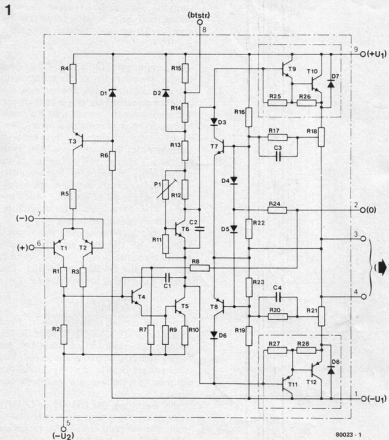 1
(btstr)
8
9 (+U1)
R4
D1
D2
R15
T9
T10
D7
R14
R25
R26
D3
R16
R17
R18
T3
R13
T7
C3
R6
P1
R12
D4
R5
R24
2 (0)
(-) 7
C2
D5
R22
T6
3
(+) 6
T1
T2
R11
R8
R1
R3
R23
C4
4
C1
T4
T8
R20
R21
T5
R2
R7
R9
R10
D6
R19
R27
R28
D8
T11
T12
1 (-U1)
5
(-U2)
80023 - 1